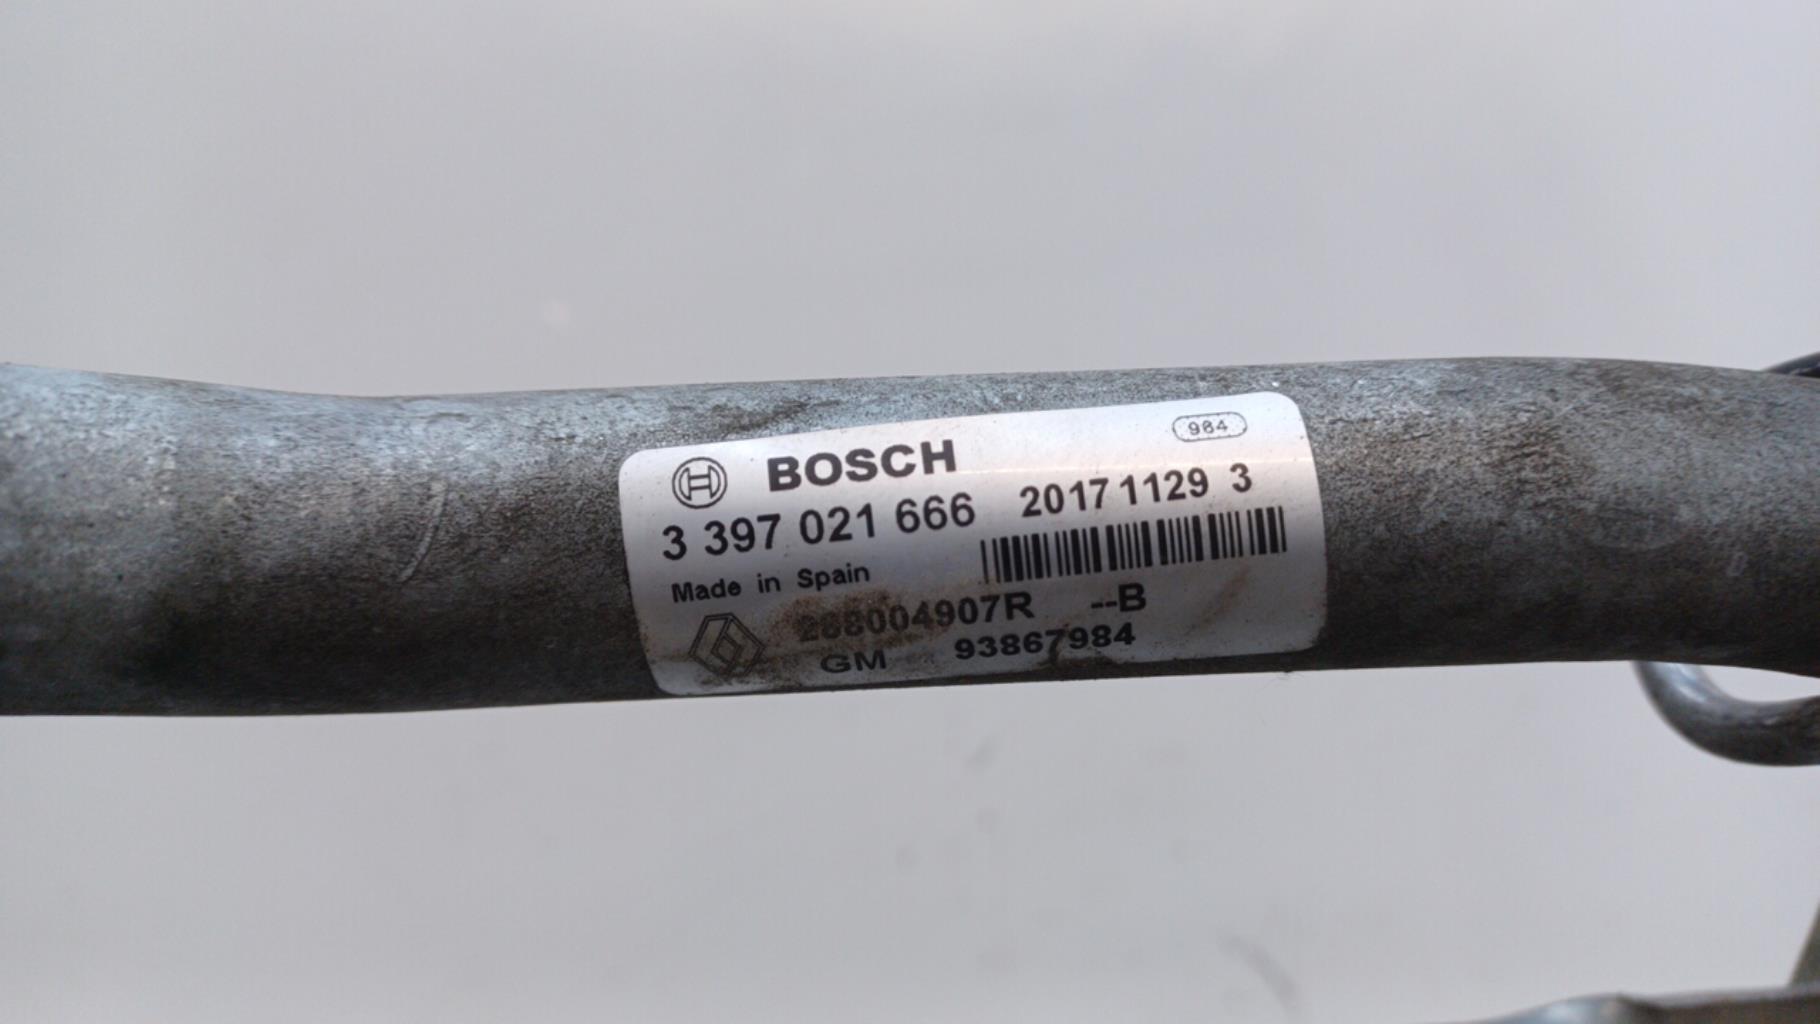 984
BOSCH
3 397 021 666 20171129 3
Made in Spain
288004907R --B
GM 93867984